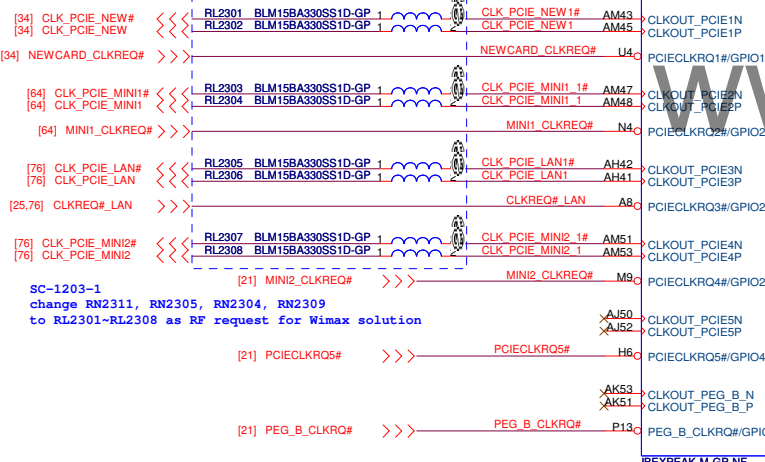 [34] CLK_PCIE_NEW# RL2301 BLM15BA330SS1D-GP 1 CLK_PCIE_NEW1# AM43 CLKOUT_PCIE1N
[34] CLK_PCIE_NEW RL2302 BLM15BA330SS1D-GP 1 2 CLK_PCIE_NEW1 AM45 CLKOUT_PCIE1P
[34] NEWCARD_CLKREQ# NEWCARD_CLKREQ# U4 PCIECLKRQ1#/GPIO1
[64] CLK_PCIE_MINI1# RL2303 BLM15BA330SS1D-GP 1 CLK_PCIE_MINI1_1# AM47 CLKOUT_PCIE2N
[64] CLK_PCIE_MINI1 RL2304 BLM15BA330SS1D-GP 1 2 CLK_PCIE_MINI1_1 AM48 CLKOUT_PCIE2P
[64] MINI1_CLKREQ# MINI1_CLKREQ# N4 PCIECLKRQ2#/GPIO2
[76] CLK_PCIE_LAN# RL2305 BLM15BA330SS1D-GP 1 CLK_PCIE_LAN1# AH42 CLKOUT_PCIE3N
[76] CLK_PCIE_LAN RL2306 BLM15BA330SS1D-GP 1 2 CLK_PCIE_LAN1 AH41 CLKOUT_PCIE3P
[25,76] CLKREQ#_LAN CLKREQ#_LAN A8 PCIECLKRQ3#/GPIO2
[76] CLK_PCIE_MINI2# RL2307 BLM15BA330SS1D-GP 1 CLK_PCIE_MINI2_1# AM51 CLKOUT_PCIE4N
[76] CLK_PCIE_MINI2 RL2308 BLM15BA330SS1D-GP 1 2 CLK_PCIE_MINI2_1 AM53 CLKOUT_PCIE4P
[21] MINI2_CLKREQ# MINI2_CLKREQ# M9 PCIECLKRQ4#/GPIO2
SC-1203-1
change RN2311, RN2305, RN2304, RN2309
to RL2301~RL2308 as RF request for Wimax solution
AJ50 CLKOUT_PCIE5N
AJ52 CLKOUT_PCIE5P
[21] PCIECLKRQ5# PCIECLKRQ5# H6 PCIECLKRQ5#/GPIO4
AK53 CLKOUT_PEG_B_N
AK51 CLKOUT_PEG_B_P
[21] PEG_B_CLKRQ# PEG_B_CLKRQ# P13 PEG_B_CLKRQ#/GPIO